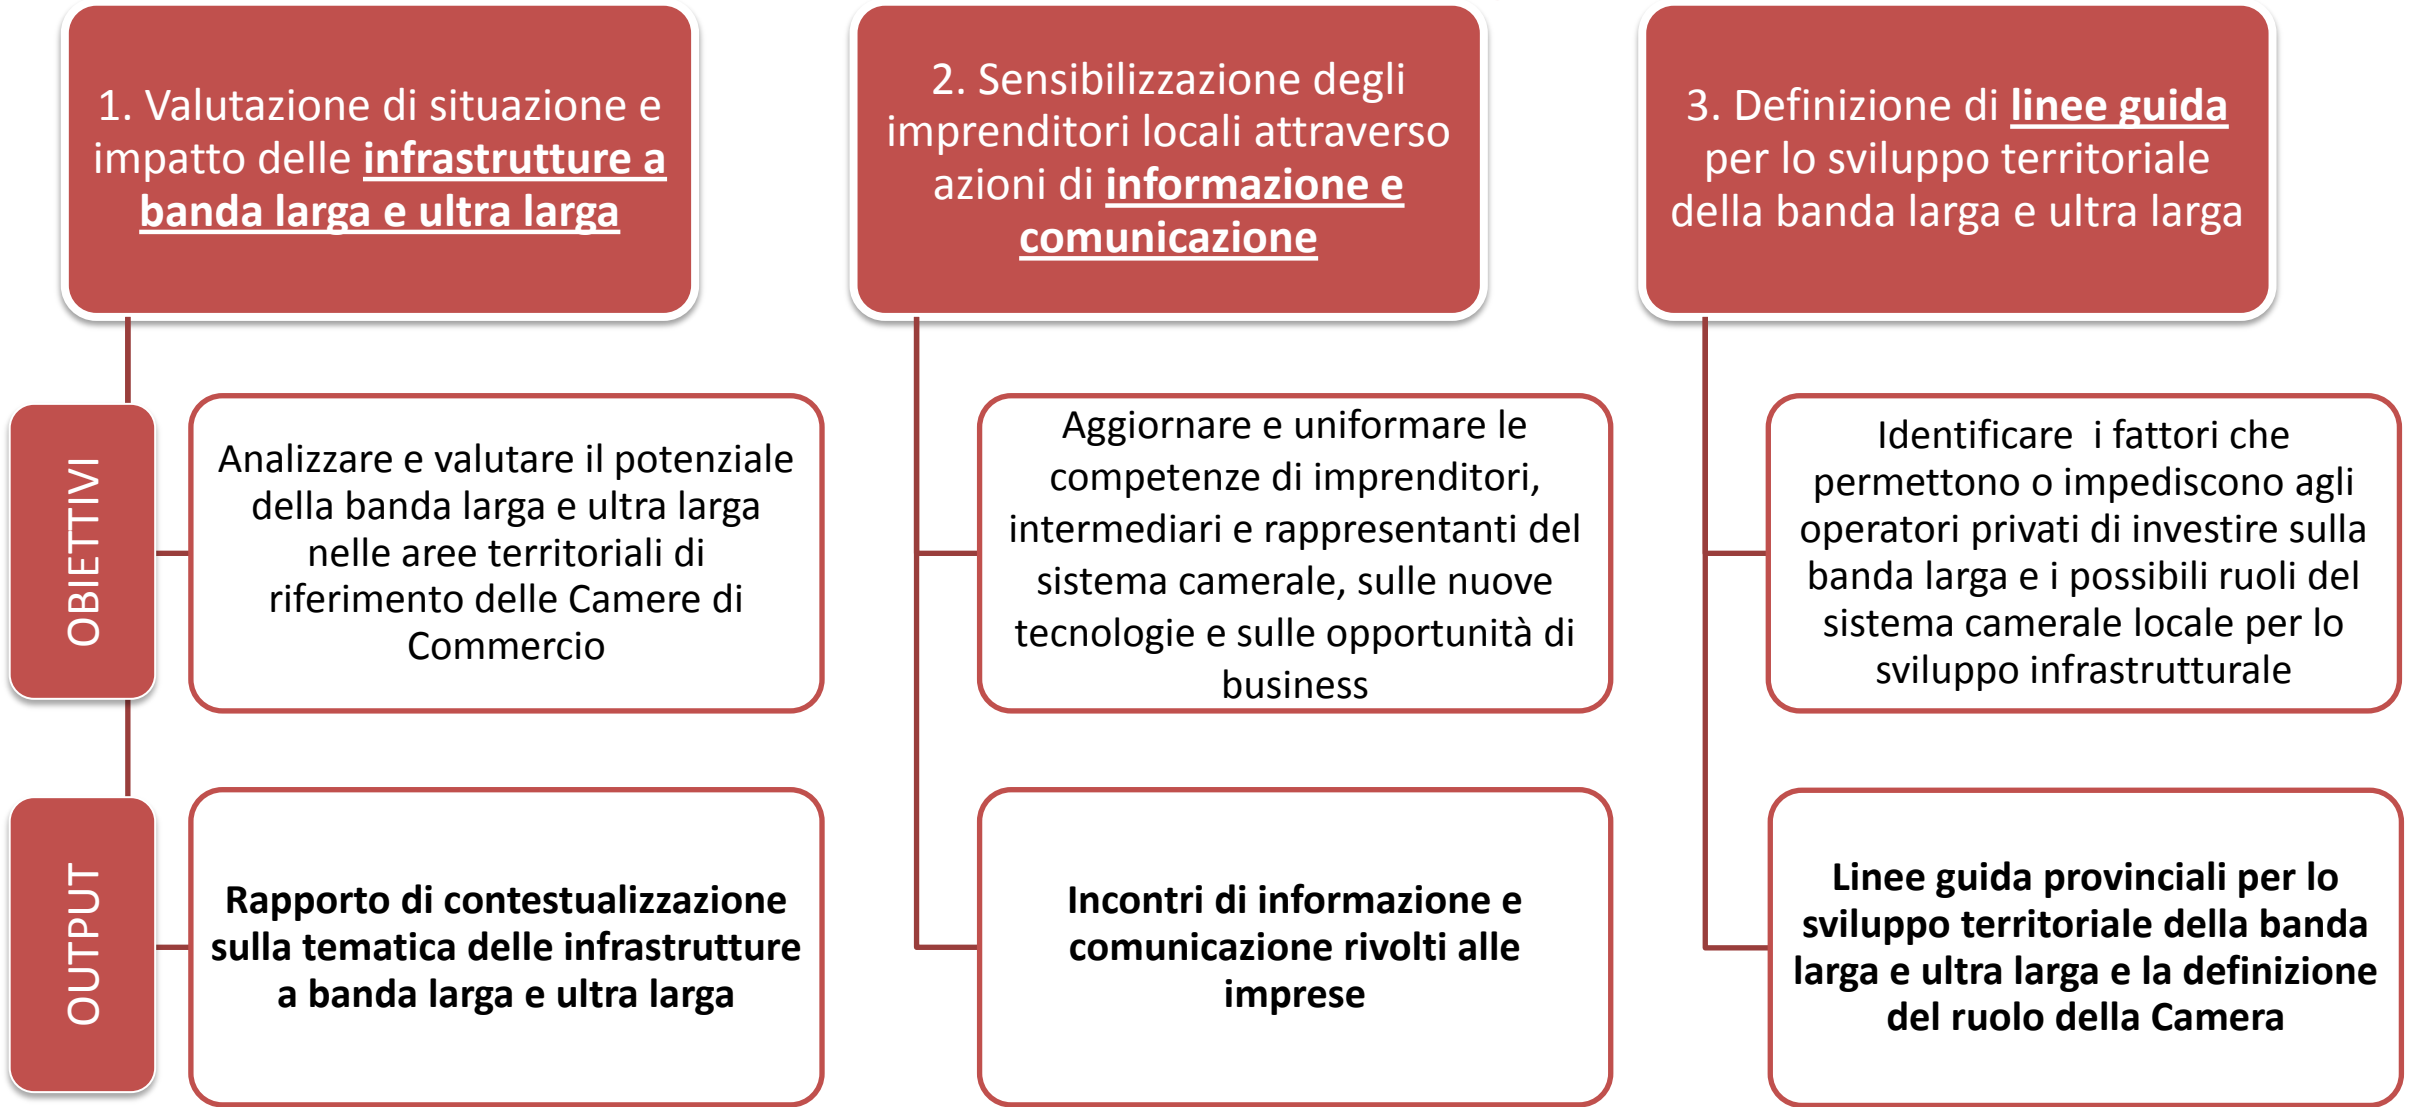 1. Valutazione di situazione e
impatto delle infrastrutture a
banda larga e ultra larga
2. Sensibilizzazione degli
imprenditori locali attraverso
azioni di informazione e
comunicazione
3. Definizione di linee guida
per lo sviluppo territoriale
della banda larga e ultra larga
OBIETTIVI
Analizzare e valutare il potenziale
della banda larga e ultra larga
nelle aree territoriali di
riferimento delle Camere di
Commercio
Aggiornare e uniformare le
competenze di imprenditori,
intermediari e rappresentanti del
sistema camerale, sulle nuove
tecnologie e sulle opportunità di
business
Identificare  i fattori che
permettono o impediscono agli
operatori privati di investire sulla
banda larga e i possibili ruoli del
sistema camerale locale per lo
sviluppo infrastrutturale
OUTPUT
Rapporto di contestualizzazione
sulla tematica delle infrastrutture
a banda larga e ultra larga
Incontri di informazione e
comunicazione rivolti alle
imprese
Linee guida provinciali per lo
sviluppo territoriale della banda
larga e ultra larga e la definizione
del ruolo della Camera